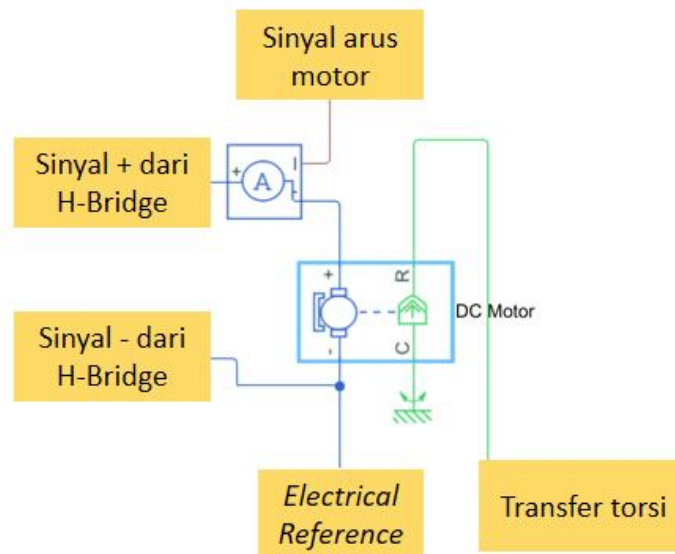 Sinyal arus
motor
Sinyal + dari
H-Bridge
+
I
-
A
+
R
DC Motor
-
C
Sinyal - dari
H-Bridge
Electrical
Reference
Transfer torsi